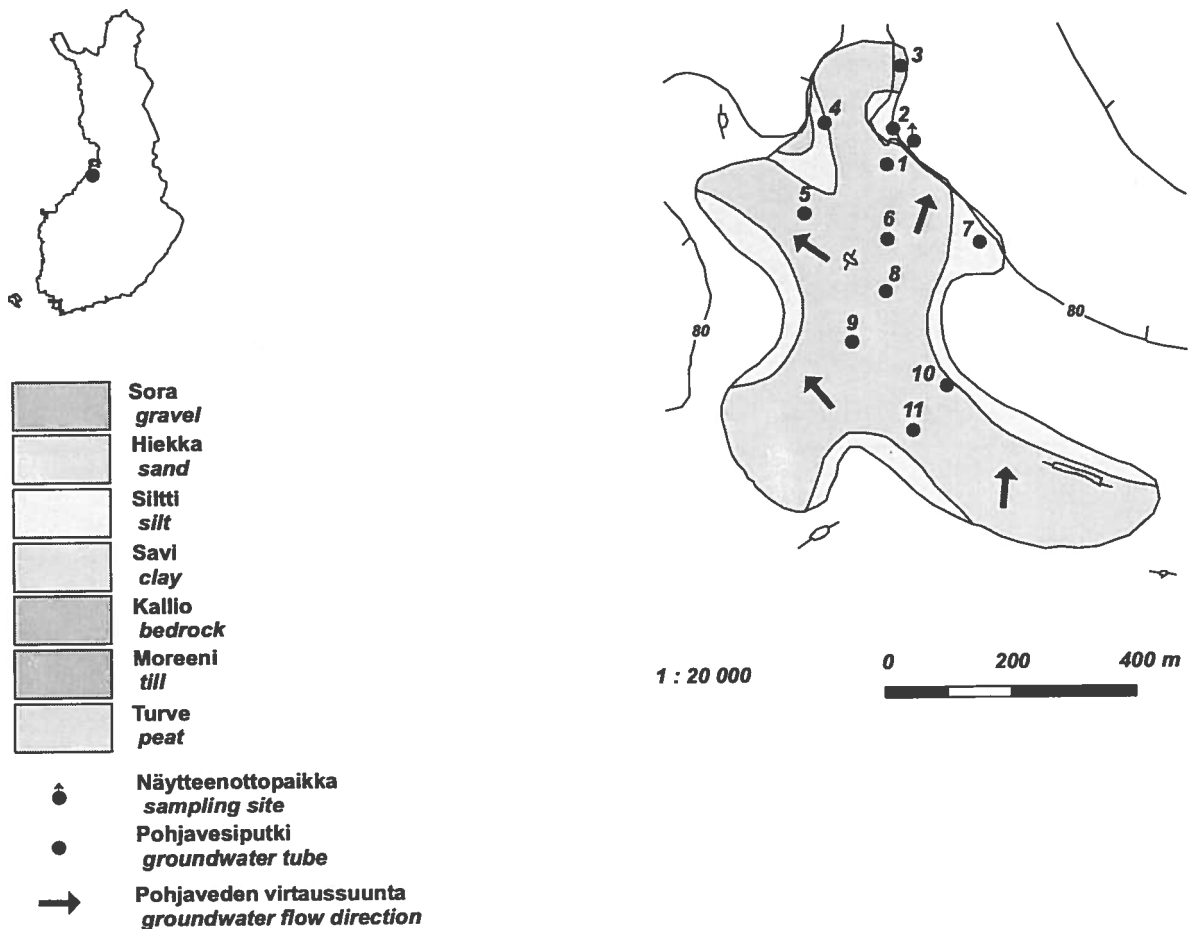 Sora
gravel
Hiekka
sand
Siltti
silt
Savi
clay
Kallio
bedrock
Moreeni
till
Turve
peat
Näytteenottopaikka
sampling site
Pohjavesiputki
groundwater tube
Pohjaveden virtaussuunta
groundwater flow direction
3
4
2
1
5
6
7
8
80
80
9
10
11
1 : 20 000
0 200 400 m